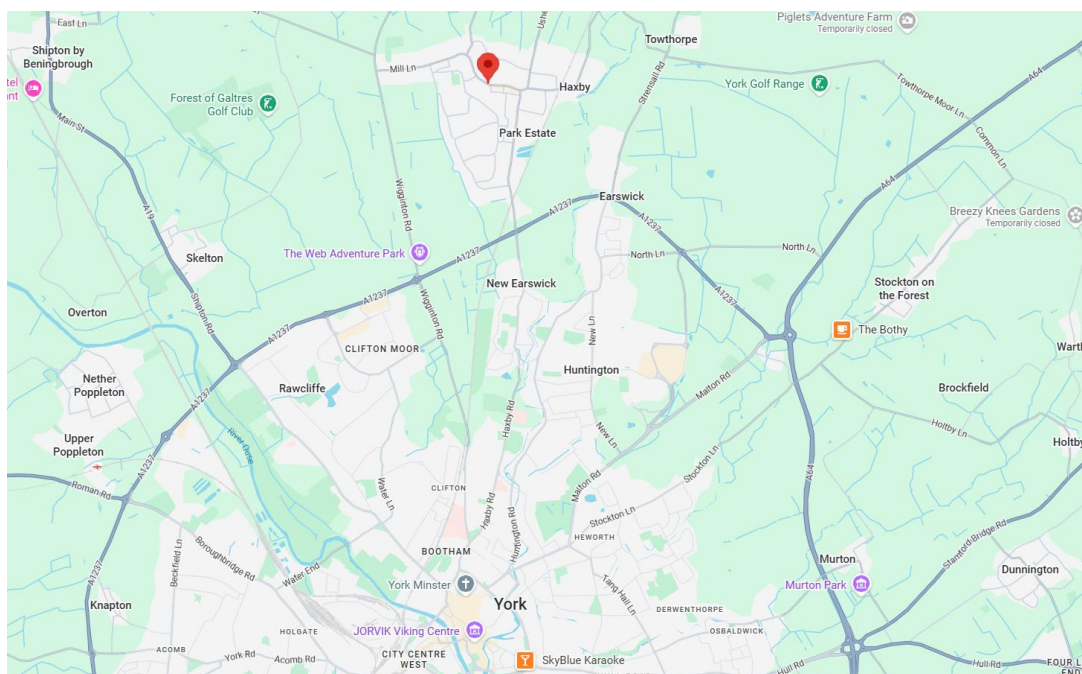 East Ln
Piglets Adventure Farm
Temporarily closed
Shipton by
Beningbrough
Towthorpe
Mill Ln
Haxby
Strensall Rd
York Golf Range
A64
Towthorpe Moor Ln
Forest of Galtres
Golf Club
Main St
Park Estate
Common Ln
A64
Wigginton Rd
Earswick
A19
A1237
A1237
Breezy Knees Gardens
Temporarily closed
Skelton
The Web Adventure Park
A1237
North Ln
North Ln
New Earswick
Stockton on
the Forest
Shipton Rd
A1237
Wigginton Rd
A1237
Overton
A1237
New Ln
The Bothy
CLIFTON MOOR
Huntington
Nether
Poppleton
Rawcliffe
Malton Rd
Brockfield
A1237
Haxby Rd
Holtby Ln
Upper
Poppleton
River Ouse
New Ln
Stockton Ln
A64
Roman Rd
A1237
Water Ln
CLIFTON
Malton Rd
Haxby Rd
Huntington Rd
Stockton Ln
Stamford Bridge Rd
HEWORTH
Boroughbridge Rd
Beckfield Ln
BOOTHAM
Water End
York Minster
Tang Hall Ln
Murton
Murton Park
Dunnington
A1237
Knapton
York
DERWENTHORPE
HOLGATE
JORVIK Viking Centre
OSBALDWICK
ACOMB
York Rd
Acomb Rd
CITY CENTRE
WEST
SkyBlue Karaoke
Hull Rd
Hull Rd